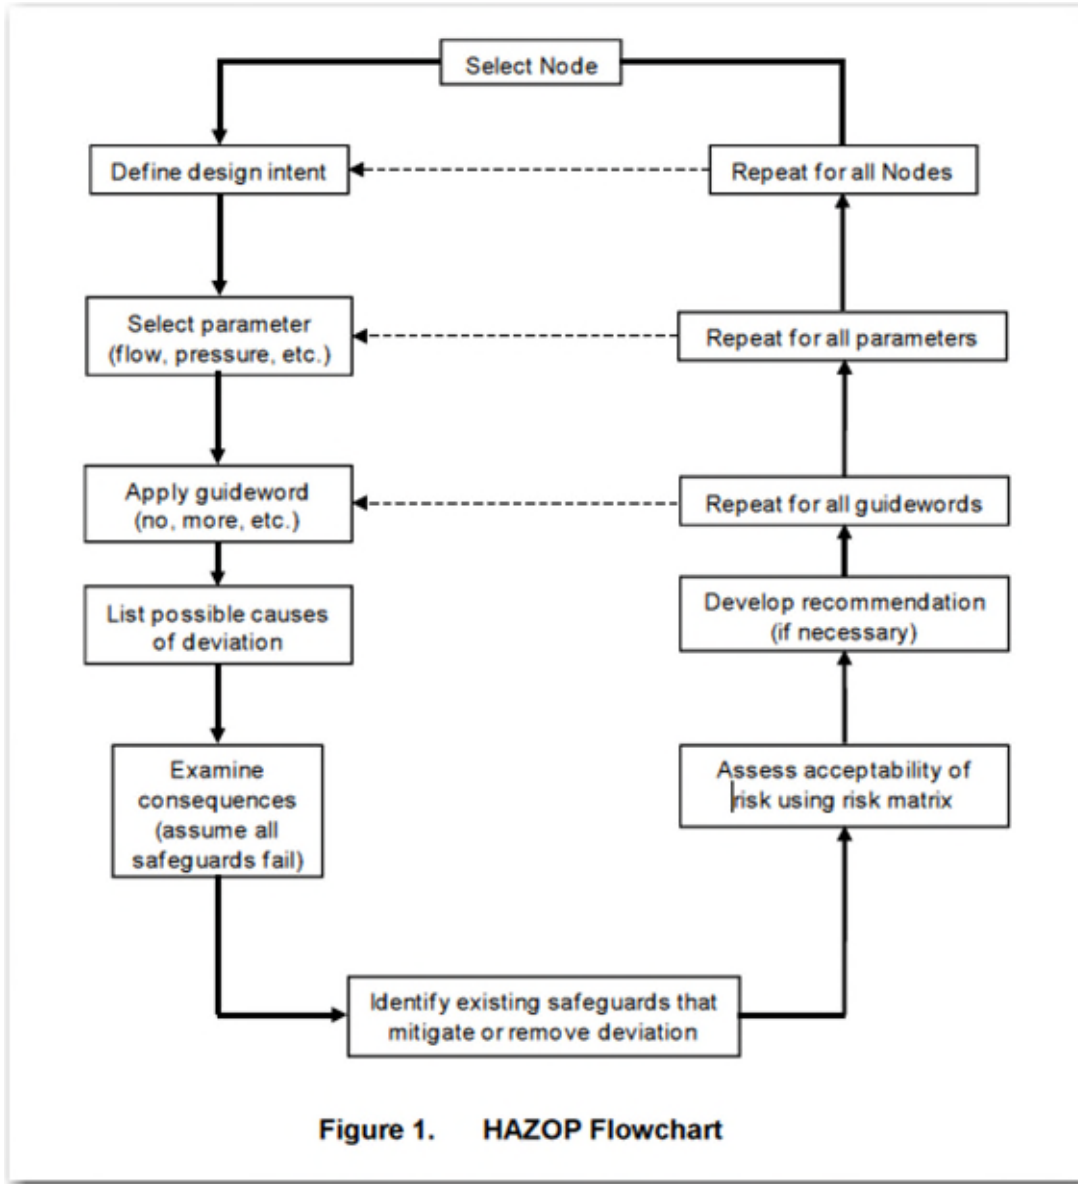 Select Node
Define design intent
Repeat for all Nodes
Select parameter
(flow, pressure, etc.)
Repeat for all parameters
Apply guideword
(no, more, etc.)
Repeat for all guidewords
List possible causes
of deviation
Develop recommendation
(if necessary)
Examine
consequences
(assume all
safeguards fail)
Assess acceptability of
risk using risk matrix
Identify existing safeguards that
mitigate or remove deviation
Figure 1. HAZOP Flowchart